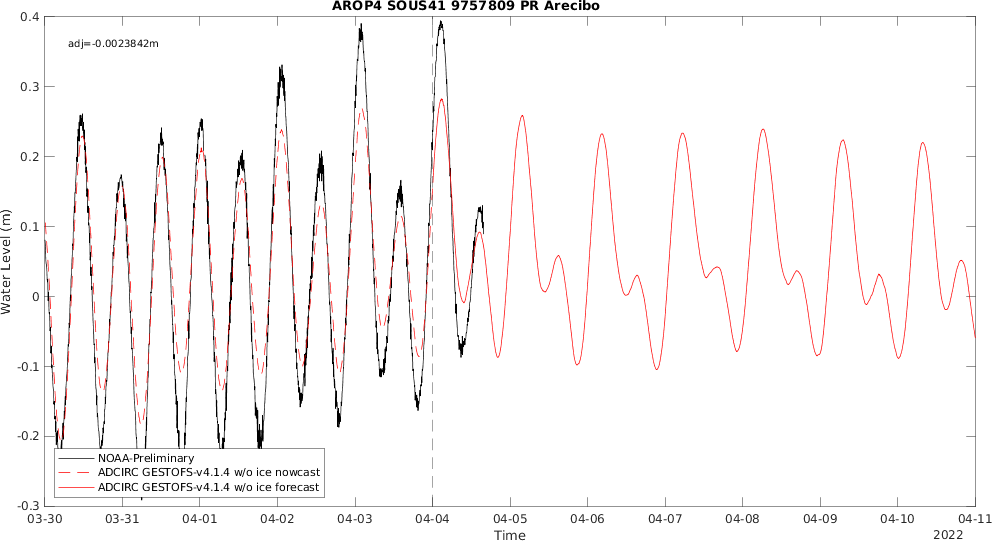 AROP4 SOUS41 9757809 PR Arecibo
adj=-0.0023842m
Water Level (m)
0.4
0.3
0.2
0.1
0
-0.1
-0.2
-0.3
NOAA-Preliminary
ADCIRC GESTOFS-v4.1.4 w/o ice nowcast
ADCIRC GESTOFS-v4.1.4 w/o ice forecast
03-30 03-31 04-01 04-02 04-03 04-04 04-05 04-06 04-07 04-08 04-09 04-10 04-11
Time
2022